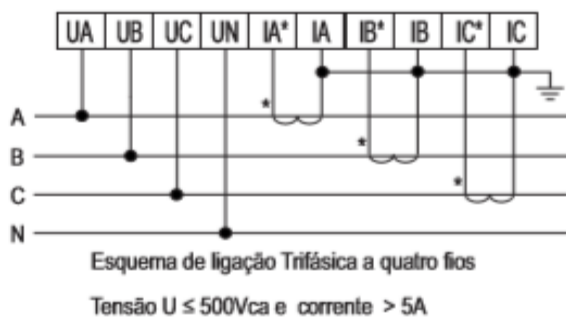 UA UB UC UN IA* IA IB* IB IC* IC
*
A
*
B
*
C
N
Esquema de ligação Trifásica a quatro fios
Tensão U ≤ 500Vca e corrente > 5A